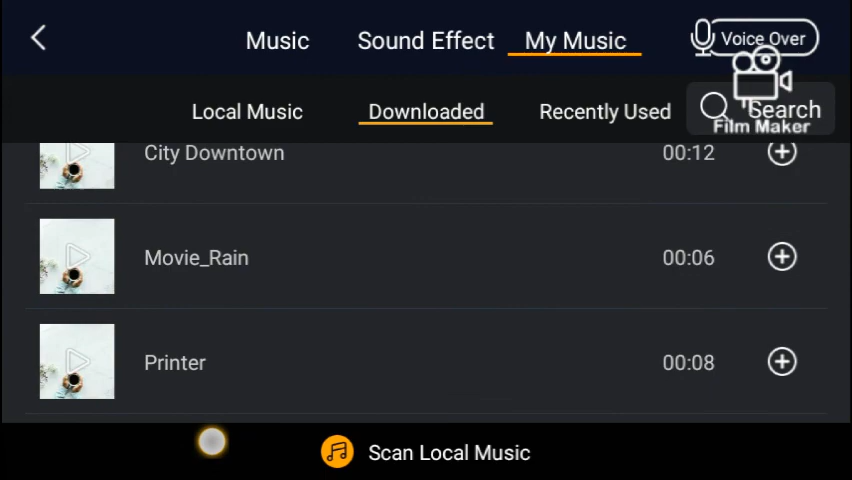 Music Sound Effect My Music Voice Over
Local Music Downloaded Recently Used Search
Film Maker
City Downtown 00:12
Movie_Rain 00:06
Printer 00:08
Scan Local Music